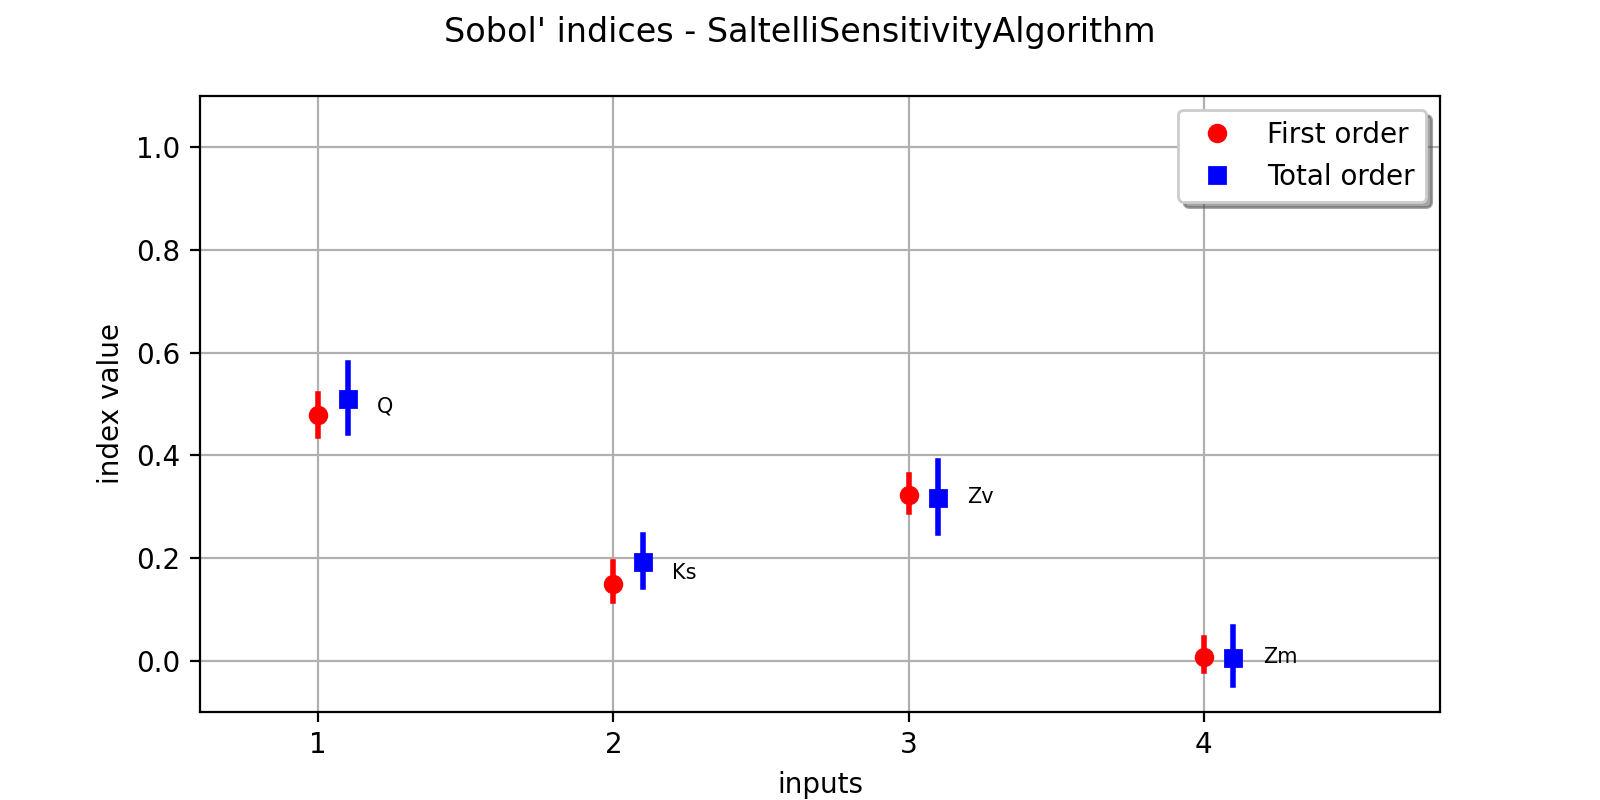 Sobol' indices - SaltelliSensitivityAlgorithm
First order
Total order
1.0
0.8
0.6
0.4
0.2
0.0
index value
Q
Ks
Zv
Zm
1 2 3 4
inputs